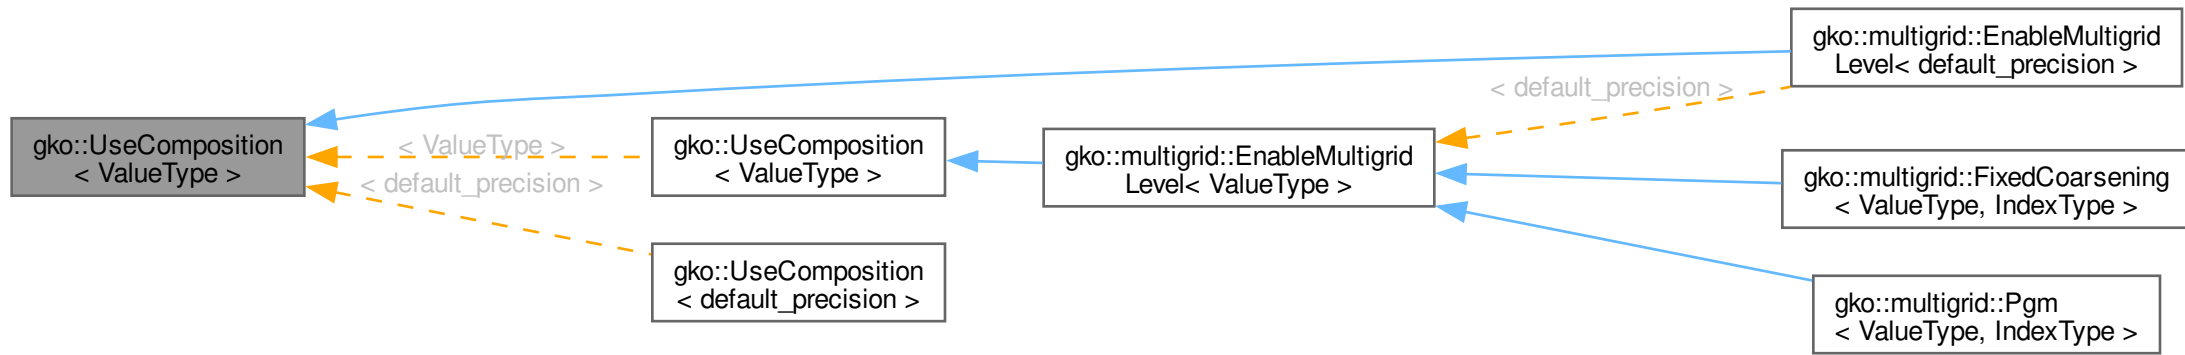 gko::UseComposition
< ValueType >
< ValueType >
< default_precision >
gko::UseComposition
< ValueType >
gko::UseComposition
< default_precision >
gko::multigrid::EnableMultigrid
Level< ValueType >
< default_precision >
gko::multigrid::EnableMultigrid
Level< default_precision >
gko::multigrid::FixedCoarsening
< ValueType, IndexType >
gko::multigrid::Pgm
< ValueType, IndexType >